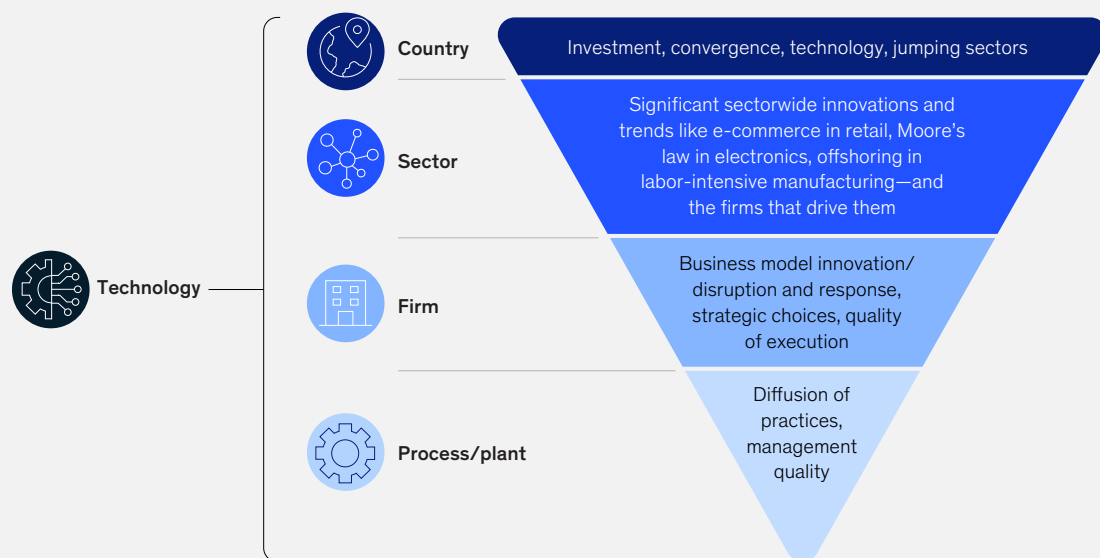 Country
Investment, convergence, technology, jumping sectors
Sector
Significant sectorwide innovations and
trends like e-commerce in retail, Moore’s
law in electronics, offshoring in
labor-intensive manufacturing—and
the firms that drive them
Technology
Firm
Business model innovation/
disruption and response,
strategic choices, quality
of execution
Process/plant
Diffusion of
practices,
management
quality